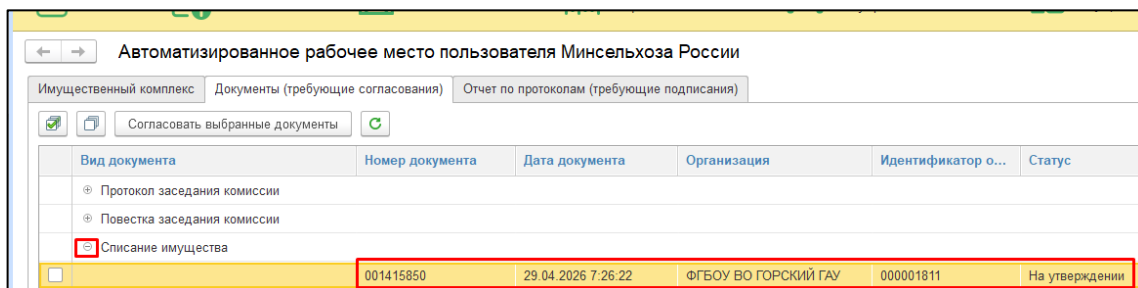 Автоматизированное рабочее место пользователя Минсельхоза России
Имущественный комплекс Документы (требующие согласования) Отчет по протоколам (требующие подписания)
Согласовать выбранные документы
Вид документа Номер документа Дата документа Организация Идентификатор о... Статус
Протокол заседания комиссии
Повестка заседания комиссии
Списание имущества
001415850 29.04.2026 7:26:22 ФГБОУ ВО ГОРСКИЙ ГАУ 000001811 На утверждении